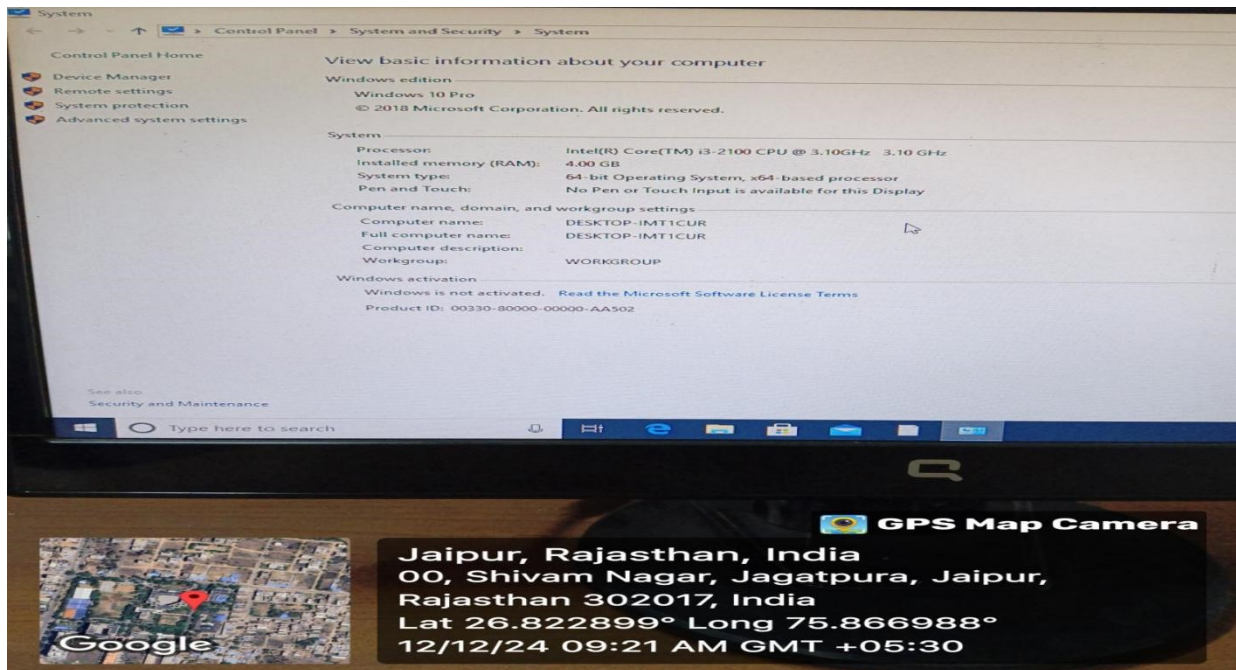 System
Control Panel > System and Security > System
Control Panel Home
Device Manager
Remote settings
System protection
Advanced system settings
View basic information about your computer
Windows edition
Windows 10 Pro
© 2018 Microsoft Corporation. All rights reserved.
System
Processor: Intel(R) Core(TM) i3-2100 CPU @ 3.10GHz 3.10 GHz
Installed memory (RAM): 4.00 GB
System type: 64-bit Operating System, x64-based processor
Pen and Touch: No Pen or Touch Input is available for this Display
Computer name, domain, and workgroup settings
Computer name: DESKTOP-IMT1CUR
Full computer name: DESKTOP-IMT1CUR
Computer description:
Workgroup: WORKGROUP
Windows activation
Windows is not activated. Read the Microsoft Software License Terms
Product ID: 00330-80000-00000-AA502
See also
Security and Maintenance
Type here to search
GPS Map Camera
Jaipur, Rajasthan, India
00, Shivam Nagar, Jagatpura, Jaipur,
Rajasthan 302017, India
Lat 26.822899° Long 75.866988°
12/12/24 09:21 AM GMT +05:30
Google